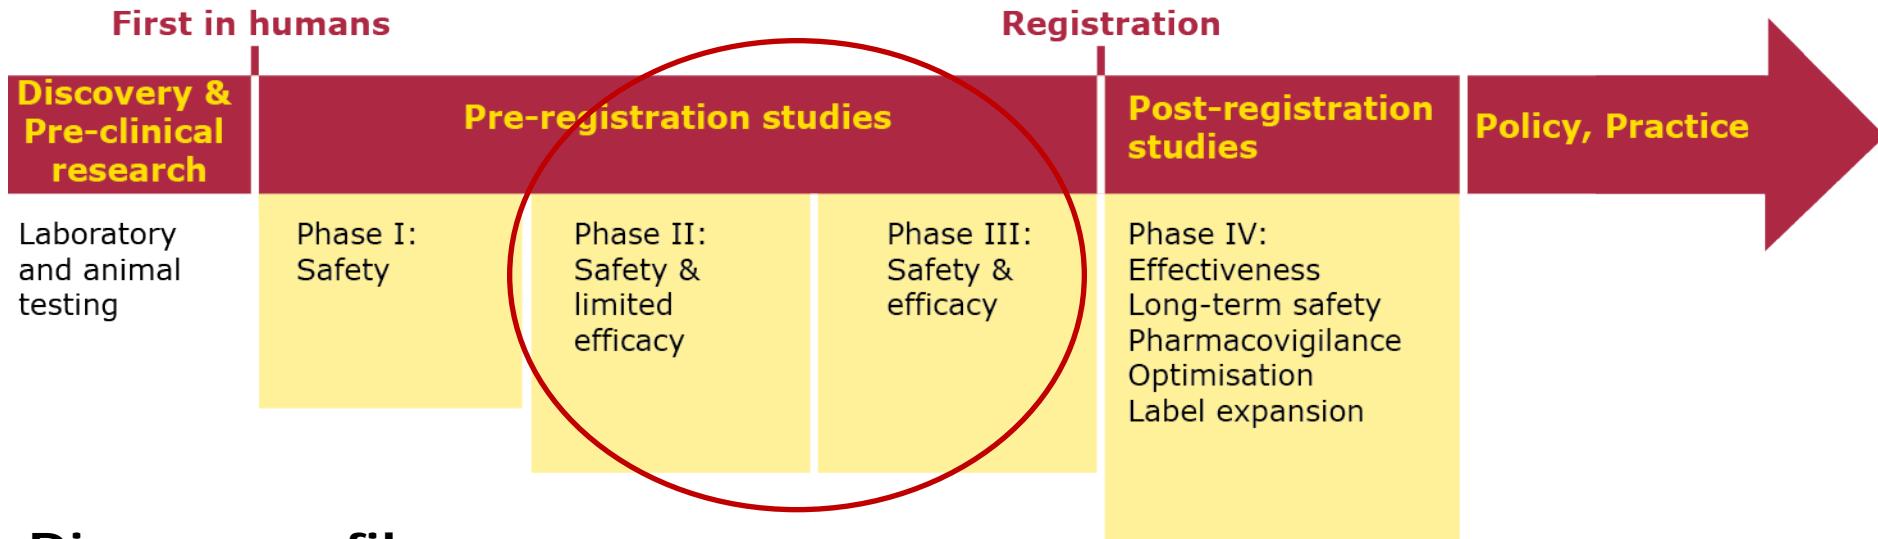 First in humans
Registration
Discovery &
Pre-clinical
research
Pre-registration studies
Post-registration
studies
Policy, Practice
Laboratory
and animal
testing
Phase I:
Safety
Phase II:
Safety &
limited
efficacy
Phase III:
Safety &
efficacy
Phase IV:
Effectiveness
Long-term safety
Pharmacovigilance
Optimisation
Label expansion